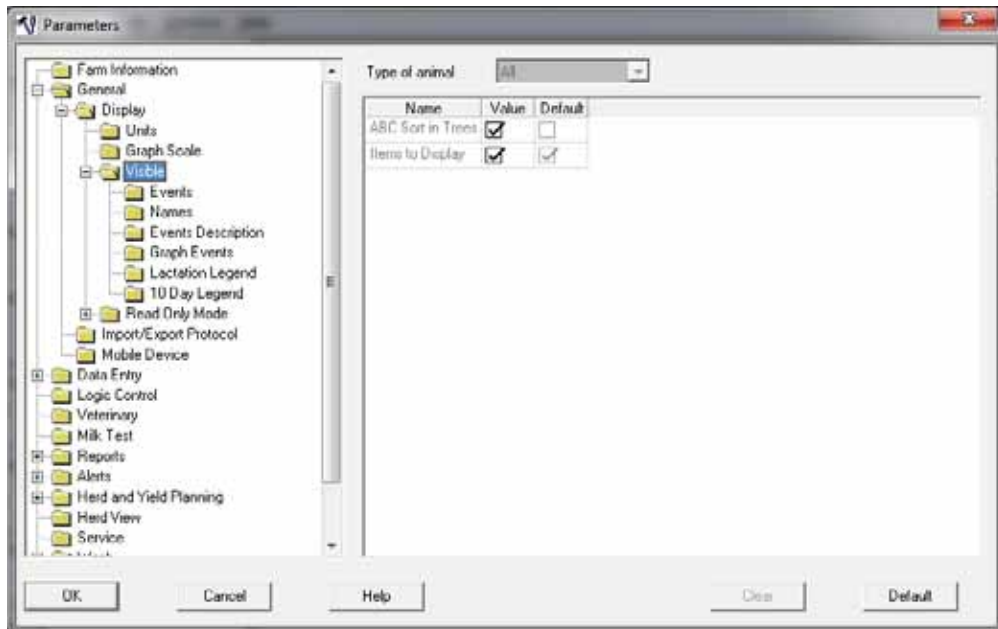 Parameters
Farm Information
General
Display
Units
Graph Scale
Visible
Events
Names
Events Description
Graph Events
Lactation Legend
10 Day Legend
Read Only Mode
Import/Export Protocol
Mobile Device
Data Entry
Logic Control
Veterinary
Milk Test
Reports
Alerts
Herd and Yield Planning
Herd View
Service
Type of animal All
Name Value Default
ABC Sort in Trees
Items to Display
OK Cancel Help Clear Default